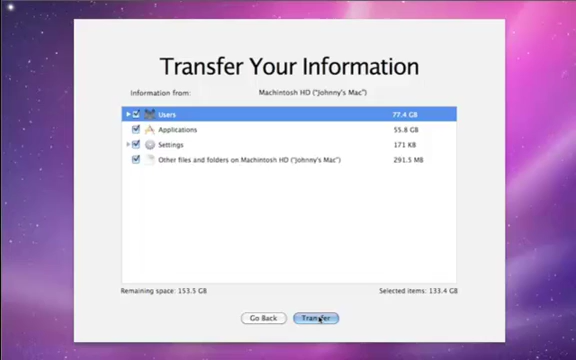 Transfer Your Information
Information from: Machintosh HD ("Johnny's Mac")
Users 77.4 GB
Applications 55.8 GB
Settings 171 KB
Other files and folders on Machintosh HD ("Johnny's Mac") 291.5 MB
Remaining space: 153.5 GB Selected items: 133.4 GB
Go Back Transfer